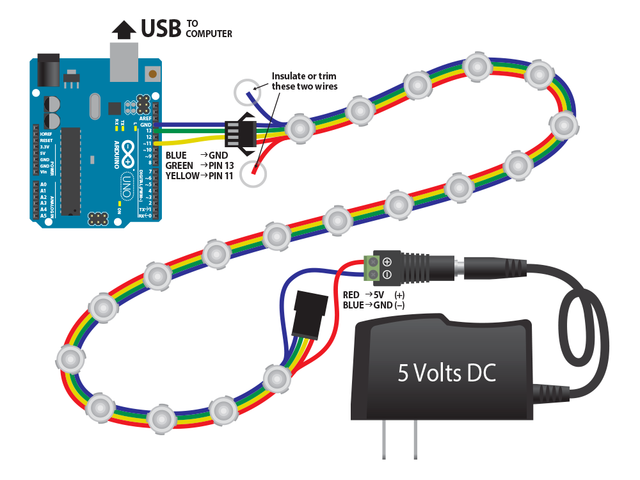 USB TO
COMPUTER
Insulate or trim
these two wires
AREF
GND
13
12
~11
~10
~9
8
7
~6
~5
4
~3
2
TX→1
RX←0
L
TX
RX
ON
ARDUINO
UNO
IOREF
RESET
3.3V
5V
GND
GND
Vin
A0
A1
A2
A3
A4
A5
BLUE →GND
GREEN →PIN 13
YELLOW→PIN 11
+
−
RED →5V (+)
BLUE→GND (−)
5 Volts DC